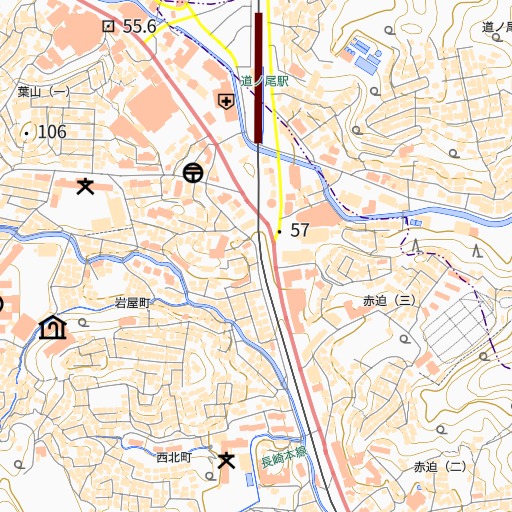 55.6
道ノ尾
道ノ尾駅
葉山（一）
106
57
岩屋町
赤迫（三）
西北町
長崎本線
赤迫（二）